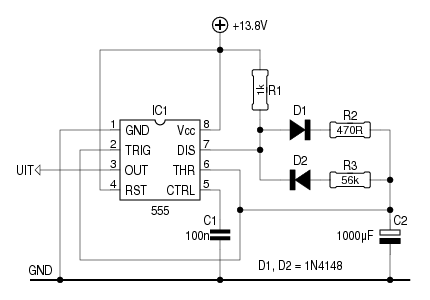 +13.8V
R1
1k
IC1
1 GND Vcc 8
2 TRIG DIS 7
3 OUT THR 6
4 RST CTRL 5
555
UIT
D1
R2
470R
D2
R3
56k
C1
100n
C2
1000µF
D1, D2 = 1N4148
GND